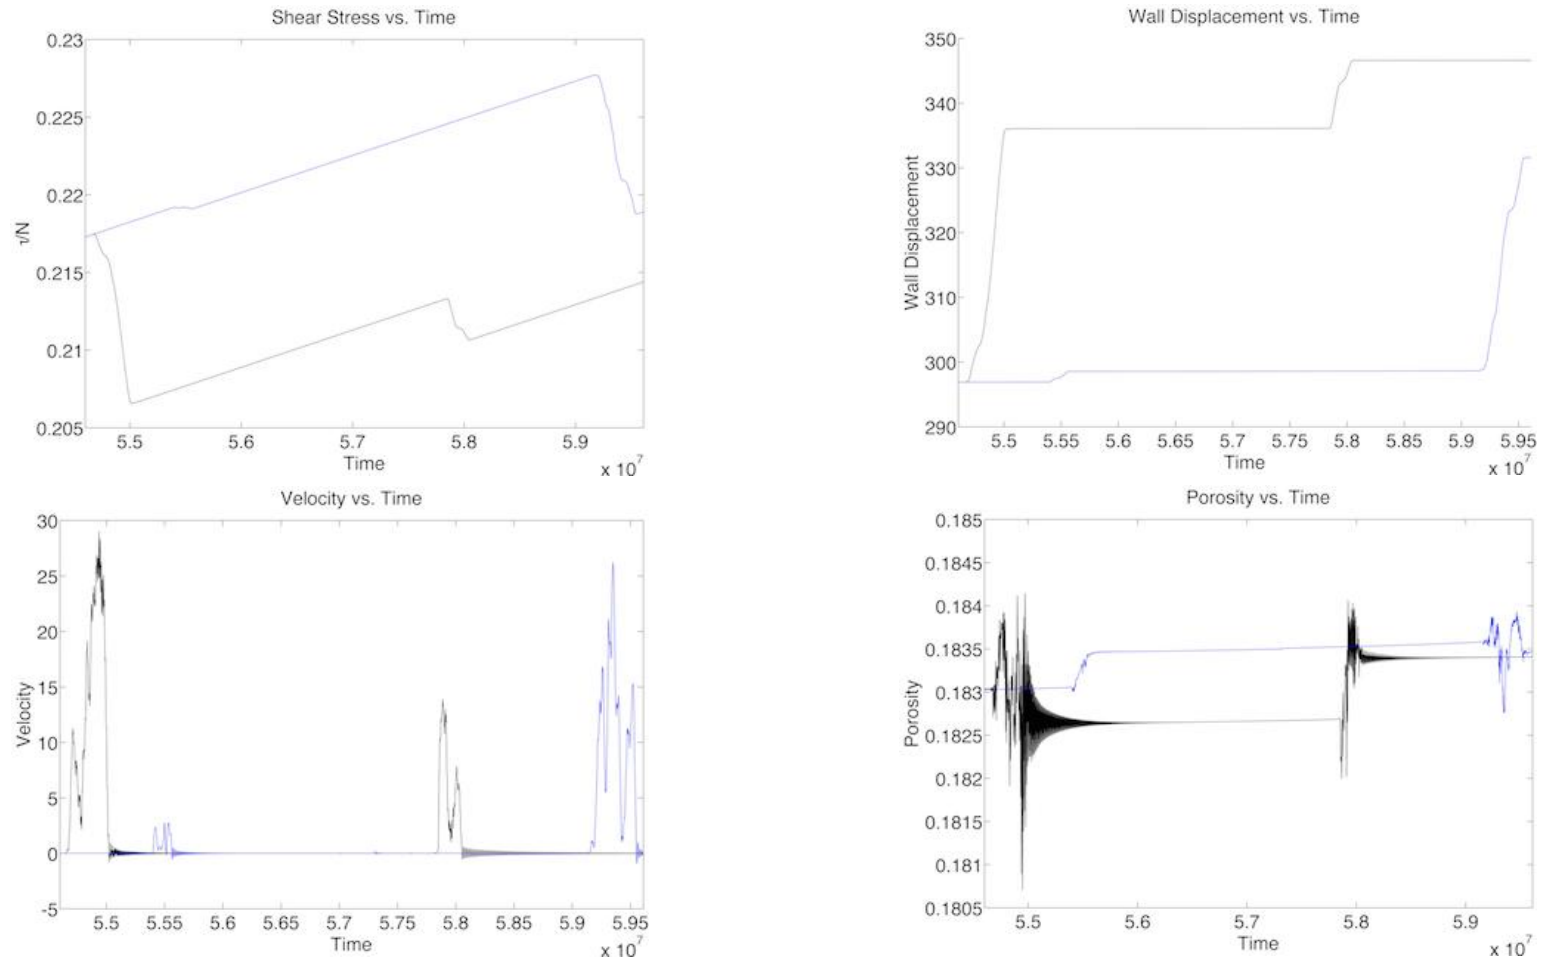 Shear Stress vs. Time
0.23
0.225
0.22
0.215
0.21
0.205
τ/N
5.5 5.6 5.7 5.8 5.9
Time
x 10^7
Wall Displacement vs. Time
350
340
330
320
310
300
290
Wall Displacement
5.5 5.55 5.6 5.65 5.7 5.75 5.8 5.85 5.9 5.95
Time
x 10^7
Velocity vs. Time
30
25
20
15
10
5
0
-5
Velocity
5.5 5.55 5.6 5.65 5.7 5.75 5.8 5.85 5.9 5.95
Time
x 10^7
Porosity vs. Time
0.185
0.1845
0.184
0.1835
0.183
0.1825
0.182
0.1815
0.181
0.1805
Porosity
5.5 5.6 5.7 5.8 5.9
Time
x 10^7